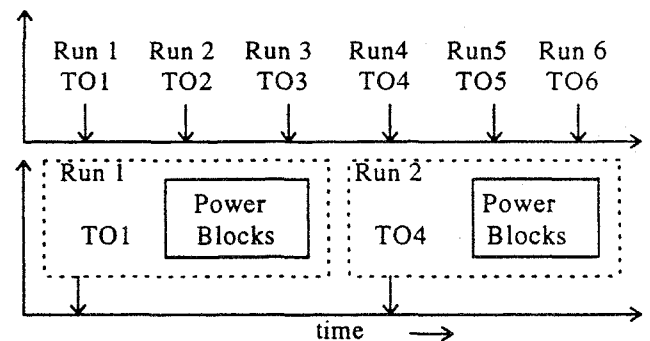 Run 1 Run 2 Run 3 Run4 Run5 Run 6
TO1 TO2 TO3 TO4 TO5 TO6
Run 1 Run 2
Power Power
TO1 Blocks TO4 Blocks
time